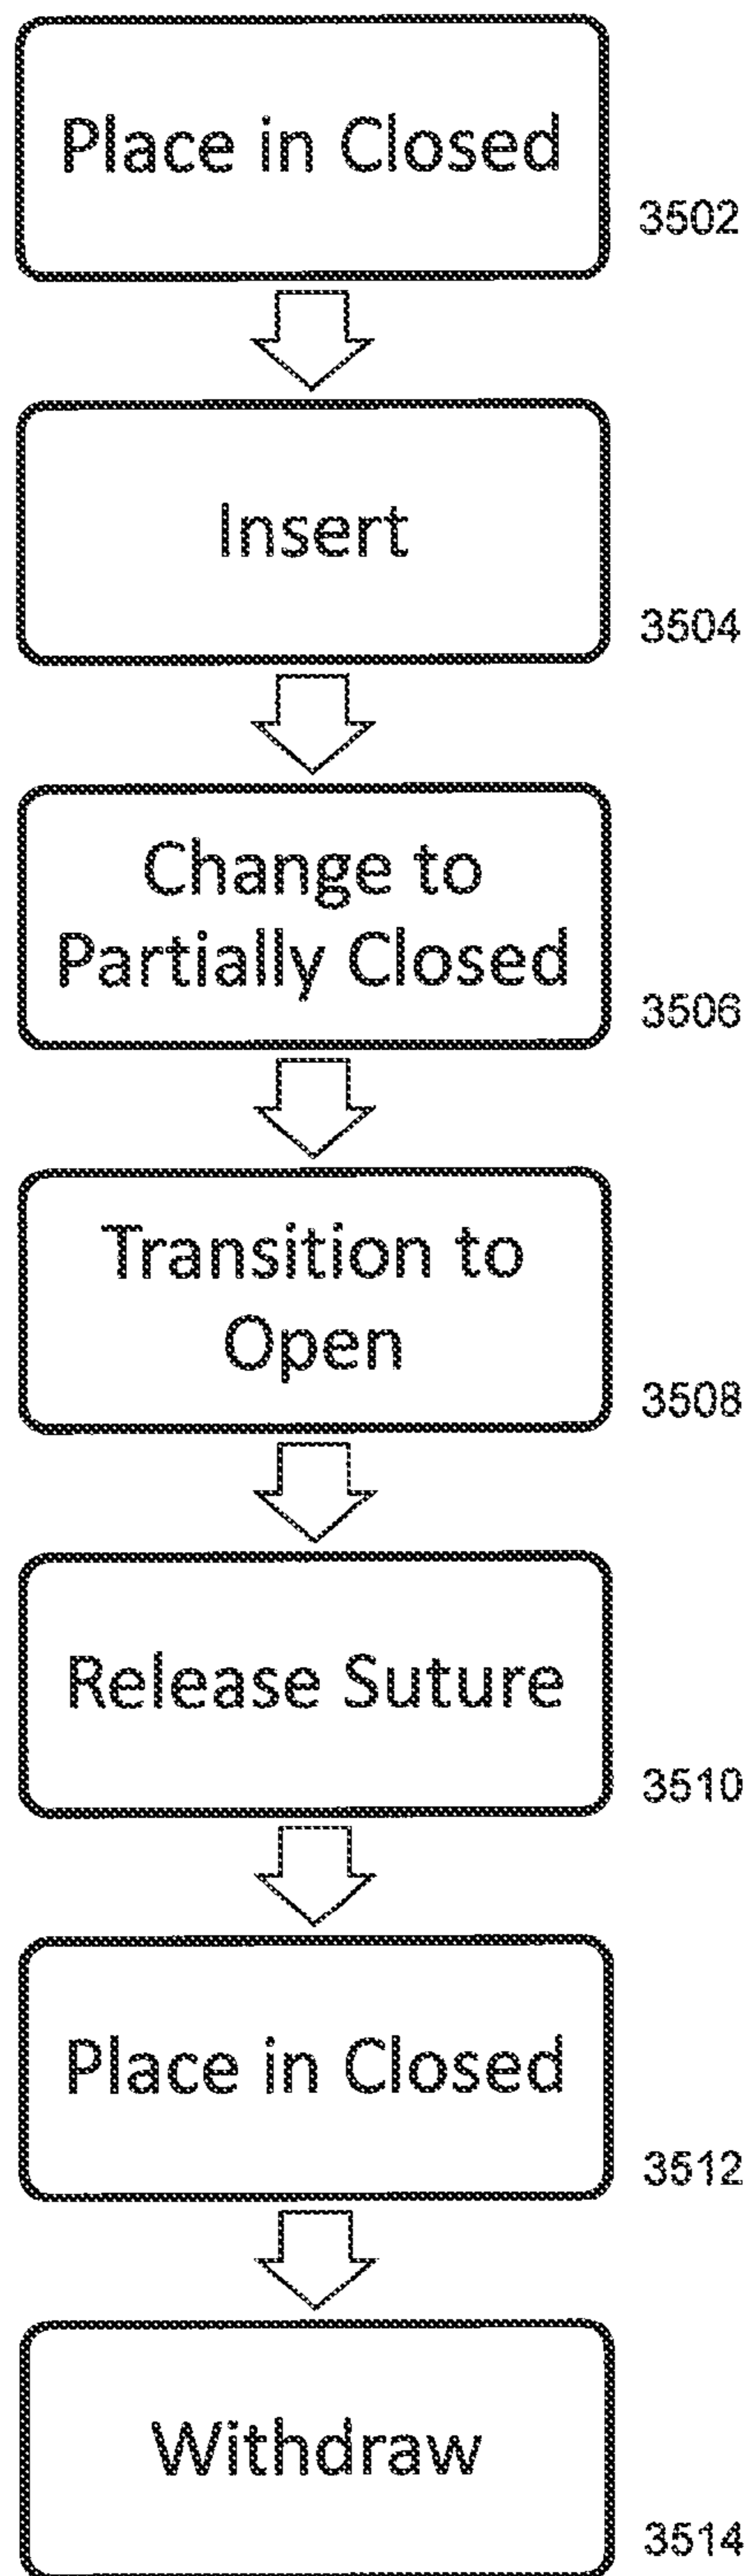 Place in Closed
3502
Insert
3504
Change to
Partially Closed
3506
Transition to
Open
3508
Release Suture
3510
Place in Closed
3512
Withdraw
3514